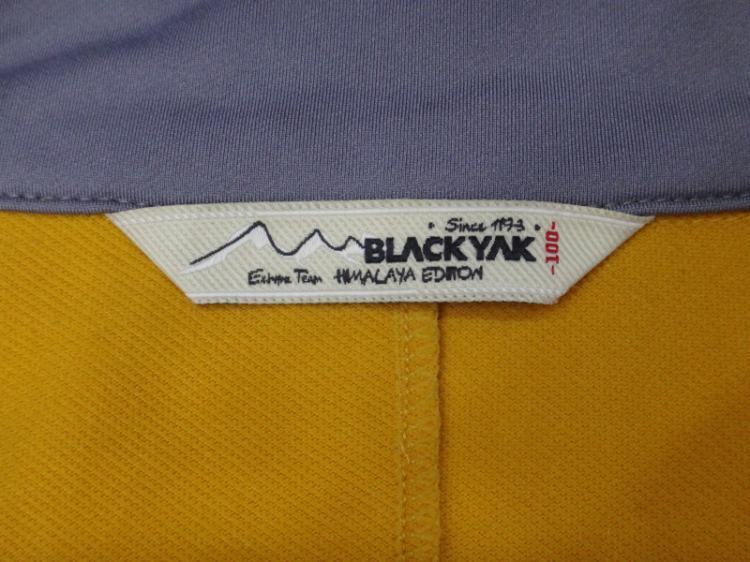 • Since 1973 •
BLACKYAK
Extreme Team HIMALAYA EDITION
-100-